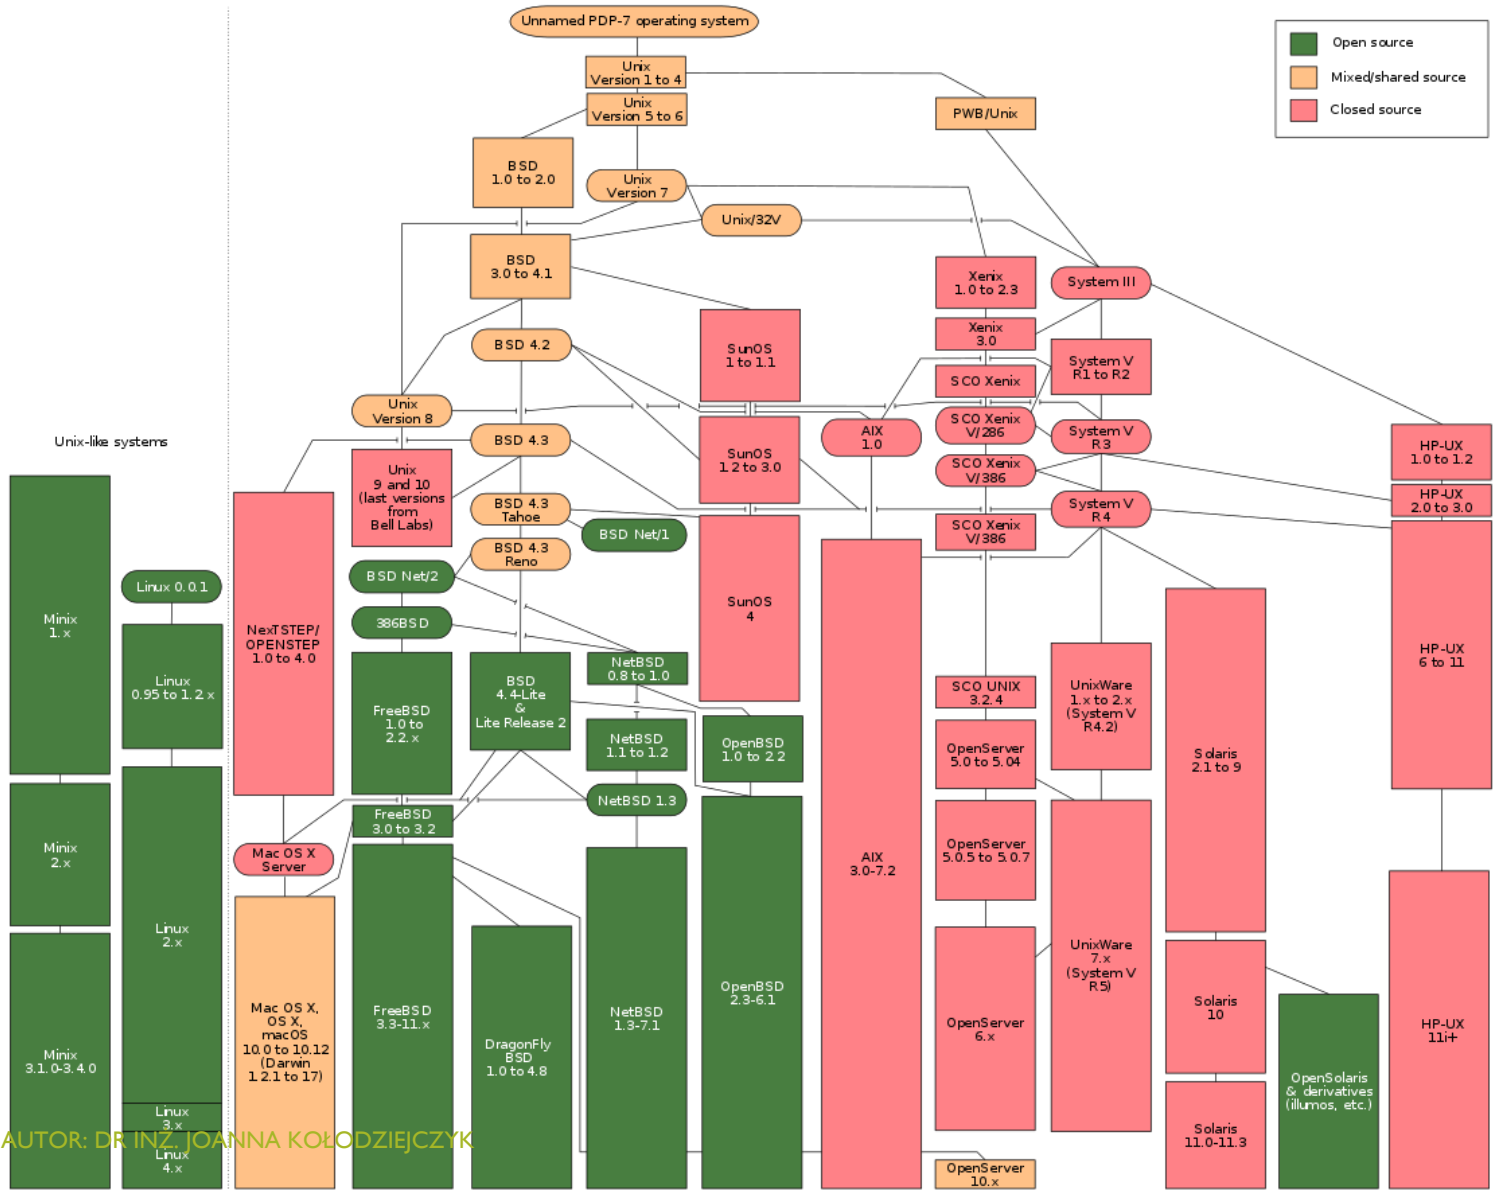 Unnamed PDP-7 operating system
Open source
Mixed/shared source
Closed source
Unix
Version 1 to 4
Unix
Version 5 to 6
PWB/Unix
BSD
1.0 to 2.0
Unix
Version 7
Unix/32V
BSD
3.0 to 4.1
Xenix
1.0 to 2.3
System III
Xenix
3.0
BSD 4.2
SunOS
1 to 1.1
System V
R1 to R2
SCO Xenix
Unix
Version 8
SCO Xenix
V/286
AIX
1.0
System V
R3
BSD 4.3
HP-UX
1.0 to 1.2
Unix-like systems
Unix
9 and 10
(last versions
from
Bell Labs)
SunOS
1.2 to 3.0
SCO Xenix
V/386
HP-UX
2.0 to 3.0
BSD 4.3
Tahoe
System V
R4
BSD Net/1
SCO Xenix
V/386
BSD 4.3
Reno
BSD Net/2
Linux 0.0.1
Minix
1.x
386BSD
SunOS
4
NeXTSTEP/
OPENSTEP
1.0 to 4.0
HP-UX
6 to 11
Linux
0.95 to 1.2.x
NetBSD
0.8 to 1.0
BSD
4.4-Lite
&
Lite Release 2
SCO UNIX
3.2.4
UnixWare
1.x to 2.x
(System V
R4.2)
FreeBSD
1.0 to
2.2.x
NetBSD
1.1 to 1.2
OpenBSD
1.0 to 2.2
OpenServer
5.0 to 5.04
Solaris
2.1 to 9
NetBSD 1.3
FreeBSD
3.0 to 3.2
Minix
2.x
Mac OS X
Server
AIX
3.0-7.2
OpenServer
5.0.5 to 5.0.7
Linux
2.x
UnixWare
7.x
(System V
R5)
OpenBSD
2.3-6.1
Solaris
10
Mac OS X,
OS X,
macOS
10.0 to 10.12
(Darwin
1.2.1 to 17)
FreeBSD
3.3-11.x
NetBSD
1.3-7.1
OpenServer
6.x
HP-UX
11i+
Minix
3.1.0-3.4.0
DragonFly
BSD
1.0 to 4.8
OpenSolaris
& derivatives
(illumos, etc.)
Linux
3.x
Solaris
11.0-11.3
AUTOR: DR INŻ. JOANNA KOŁODZIEJCZYK
Linux
4.x
OpenServer
10.x